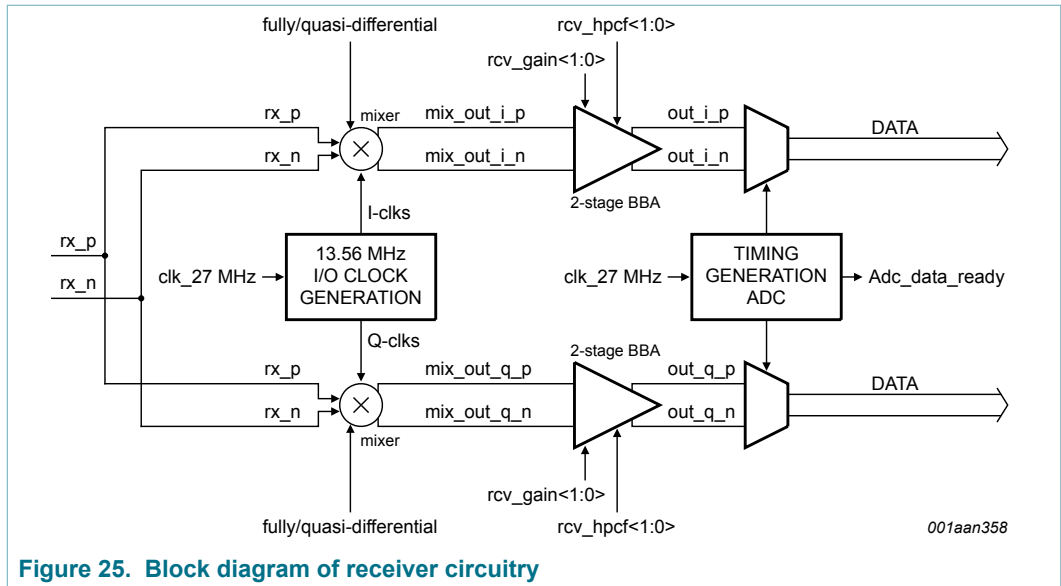 fully/quasi-differential
rcv_hpcf<1:0>
rcv_gain<1:0>
rx_p
mixer
mix_out_i_p
out_i_p
DATA
rx_n
mix_out_i_n
out_i_n
2-stage BBA
I-clks
rx_p
rx_n
clk_27 MHz
13.56 MHz
I/O CLOCK
GENERATION
clk_27 MHz
TIMING
GENERATION
ADC
Adc_data_ready
Q-clks
2-stage BBA
rx_p
mix_out_q_p
out_q_p
DATA
rx_n
mix_out_q_n
out_q_n
mixer
rcv_gain<1:0>
fully/quasi-differential
rcv_hpcf<1:0>
001aan358
Figure 25. Block diagram of receiver circuitry